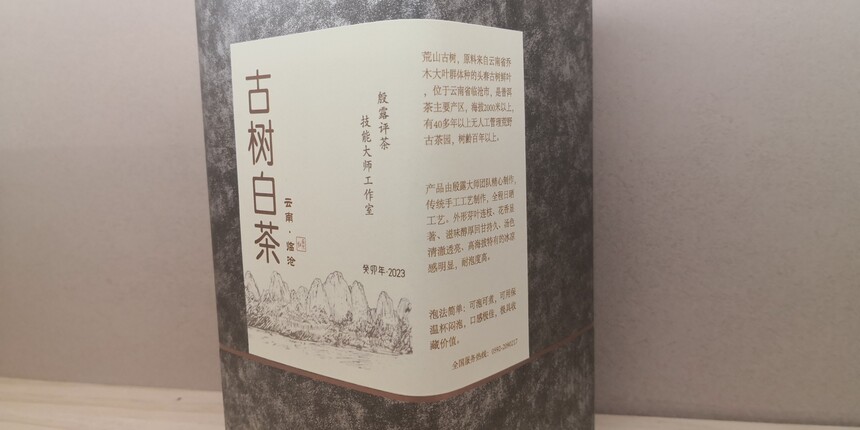 古树白茶
云南·临沧
殷露评茶
技能大师工作室
癸卯年·2023
荒山古树，原料来自云南省乔
木大叶群体种的头春古树鲜叶
，位于云南省临沧市，是普洱
茶主要产区，海拔2000米以上，
有40多年以上无人工管理荒野
古茶园，树龄百年以上。
产品由殷露大师团队精心制作，
传统手工工艺制作，全程日晒
工艺、外形芽叶连枝、花香显
著、滋味醇厚回甘持久、汤色
清澈透亮、高海拔特有的冰凉
感明显，耐泡度高。
泡法简单：可泡可煮，可用保
温杯闷泡，口感极佳，极具收
藏价值。
全国服务热线：0592-2096217